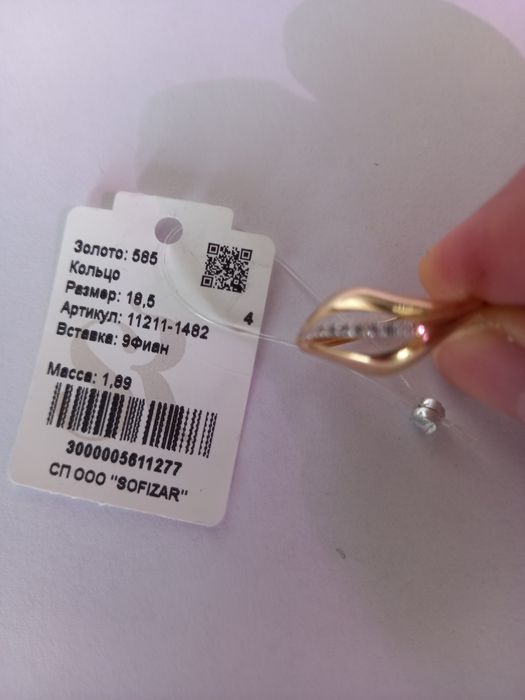 Золото: 585
Кольцо
Размер: 18,5
Артикул: 11211-1482
Вставка: 9Фиан
4
Масса: 1,89
3000005611277
СП ООО "SOFIZAR"